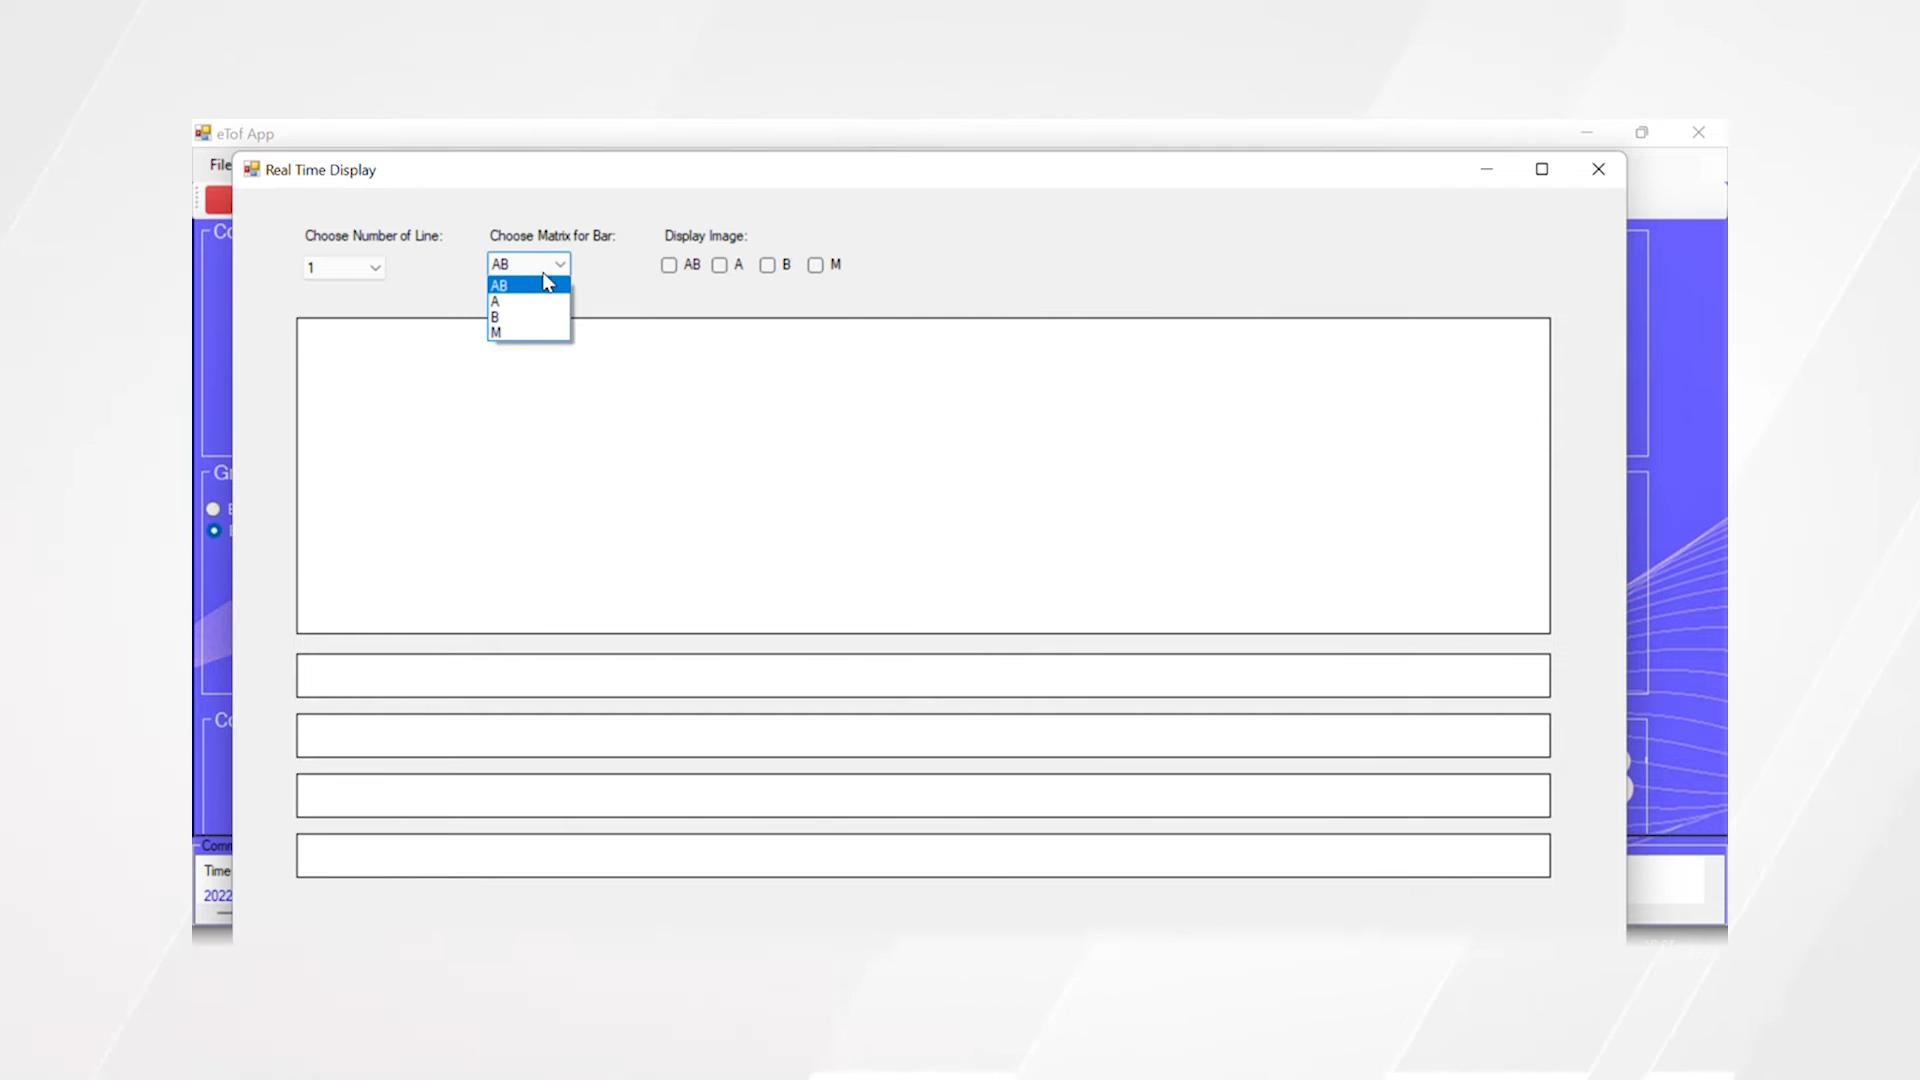 eTof App
File
Real Time Display
Choose Number of Line:
Choose Matrix for Bar:
Display Image:
1
AB
AB
A
B
M
AB
A
B
M
Time
2022